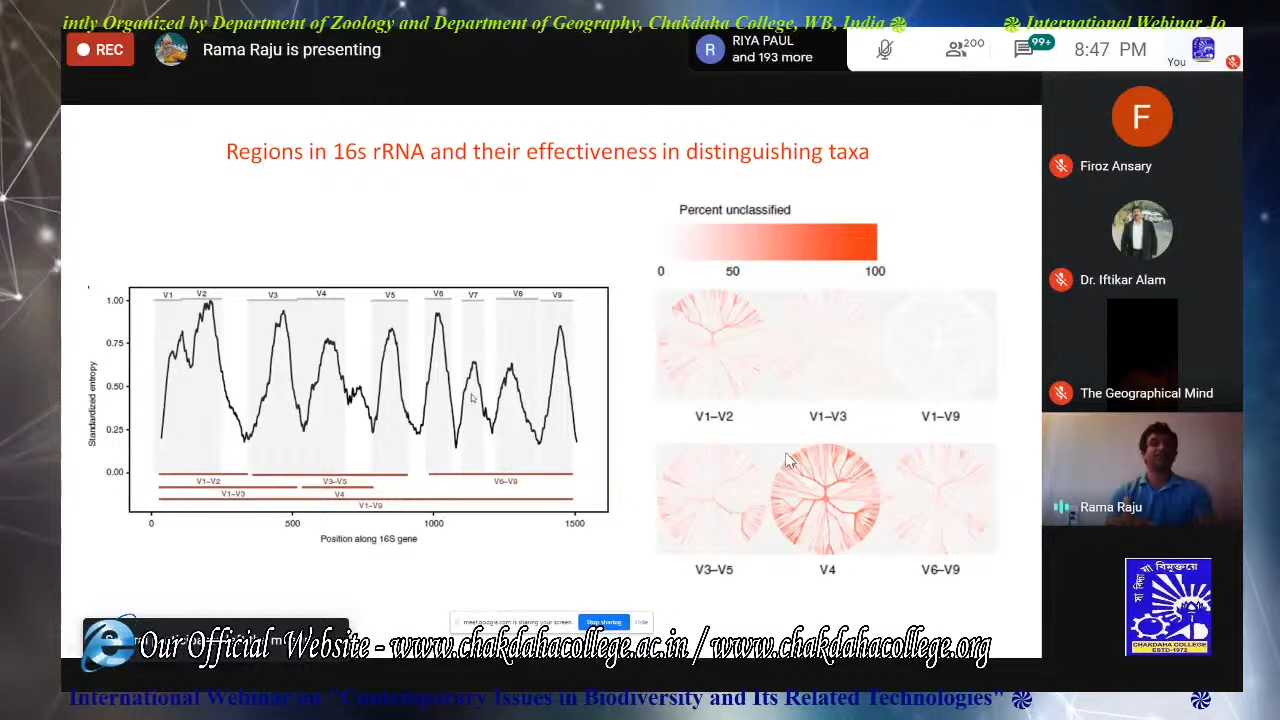 intly Organized by Department of Zoology and Department of Geography, Chakdaha College, WB, India
International Webinar Jo
REC
Rama Raju is presenting
R
RIYA PAUL
and 193 more
200
99+
8:47 PM
You
Regions in 16s rRNA and their effectiveness in distinguishing taxa
F
Firoz Ansary
Dr. Iftikar Alam
The Geographical Mind
Rama Raju
Percent unclassified
0 50 100
V1 V2 V3 V4 V5 V6 V7 V8 V9
1.00
0.75
0.50
0.25
0.00
Standardized entropy
V1–V2 V3–V5 V6–V9
V1–V3 V4
V1–V9
0 500 1000 1500
Position along 16S gene
V1–V2 V1–V3 V1–V9
V3–V5 V4 V6–V9
meet.google.com is sharing your screen. Stop sharing Hide
Our Official Website - www.chakdahacollege.ac.in / www.chakdahacollege.org
সা বিদ্যা যা বিমুক্তয়ে
CHAKDAHA COLLEGE
ESTD-1972
International Webinar on "Contemporary Issues in Biodiversity and Its Related Technologies"